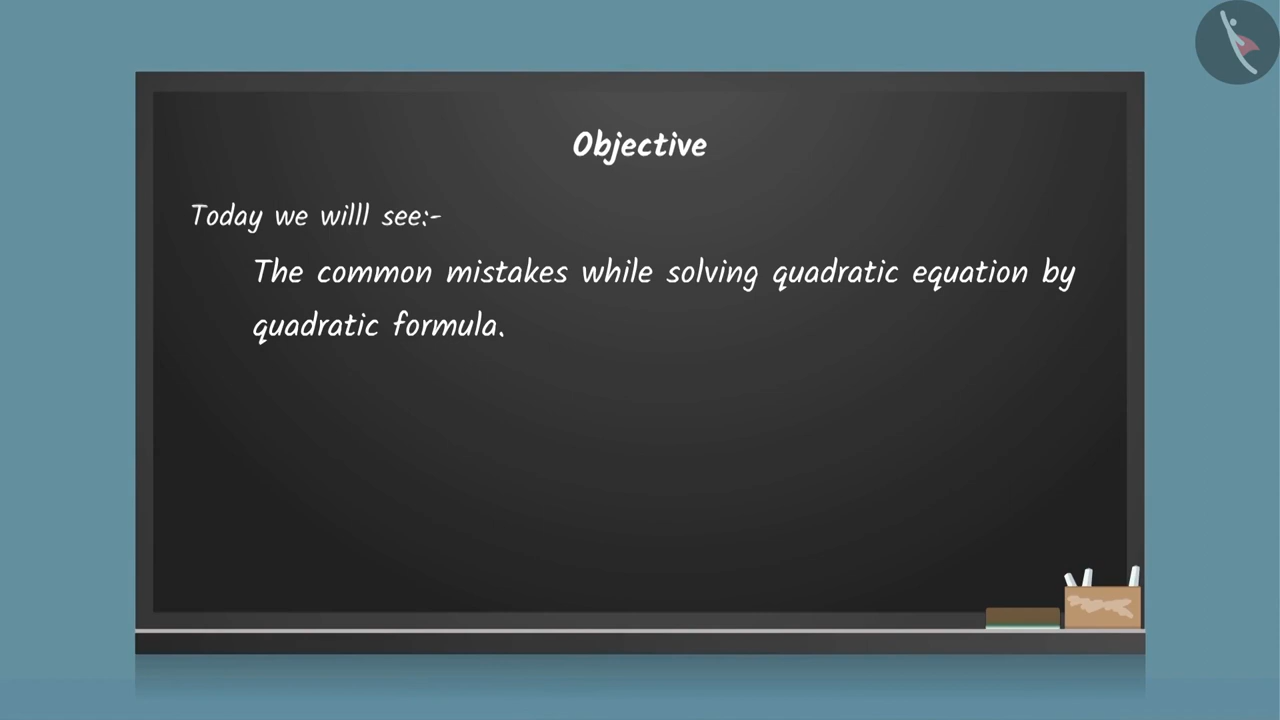 Objective
Today we willl see:-
The common mistakes while solving quadratic equation by
quadratic formula.